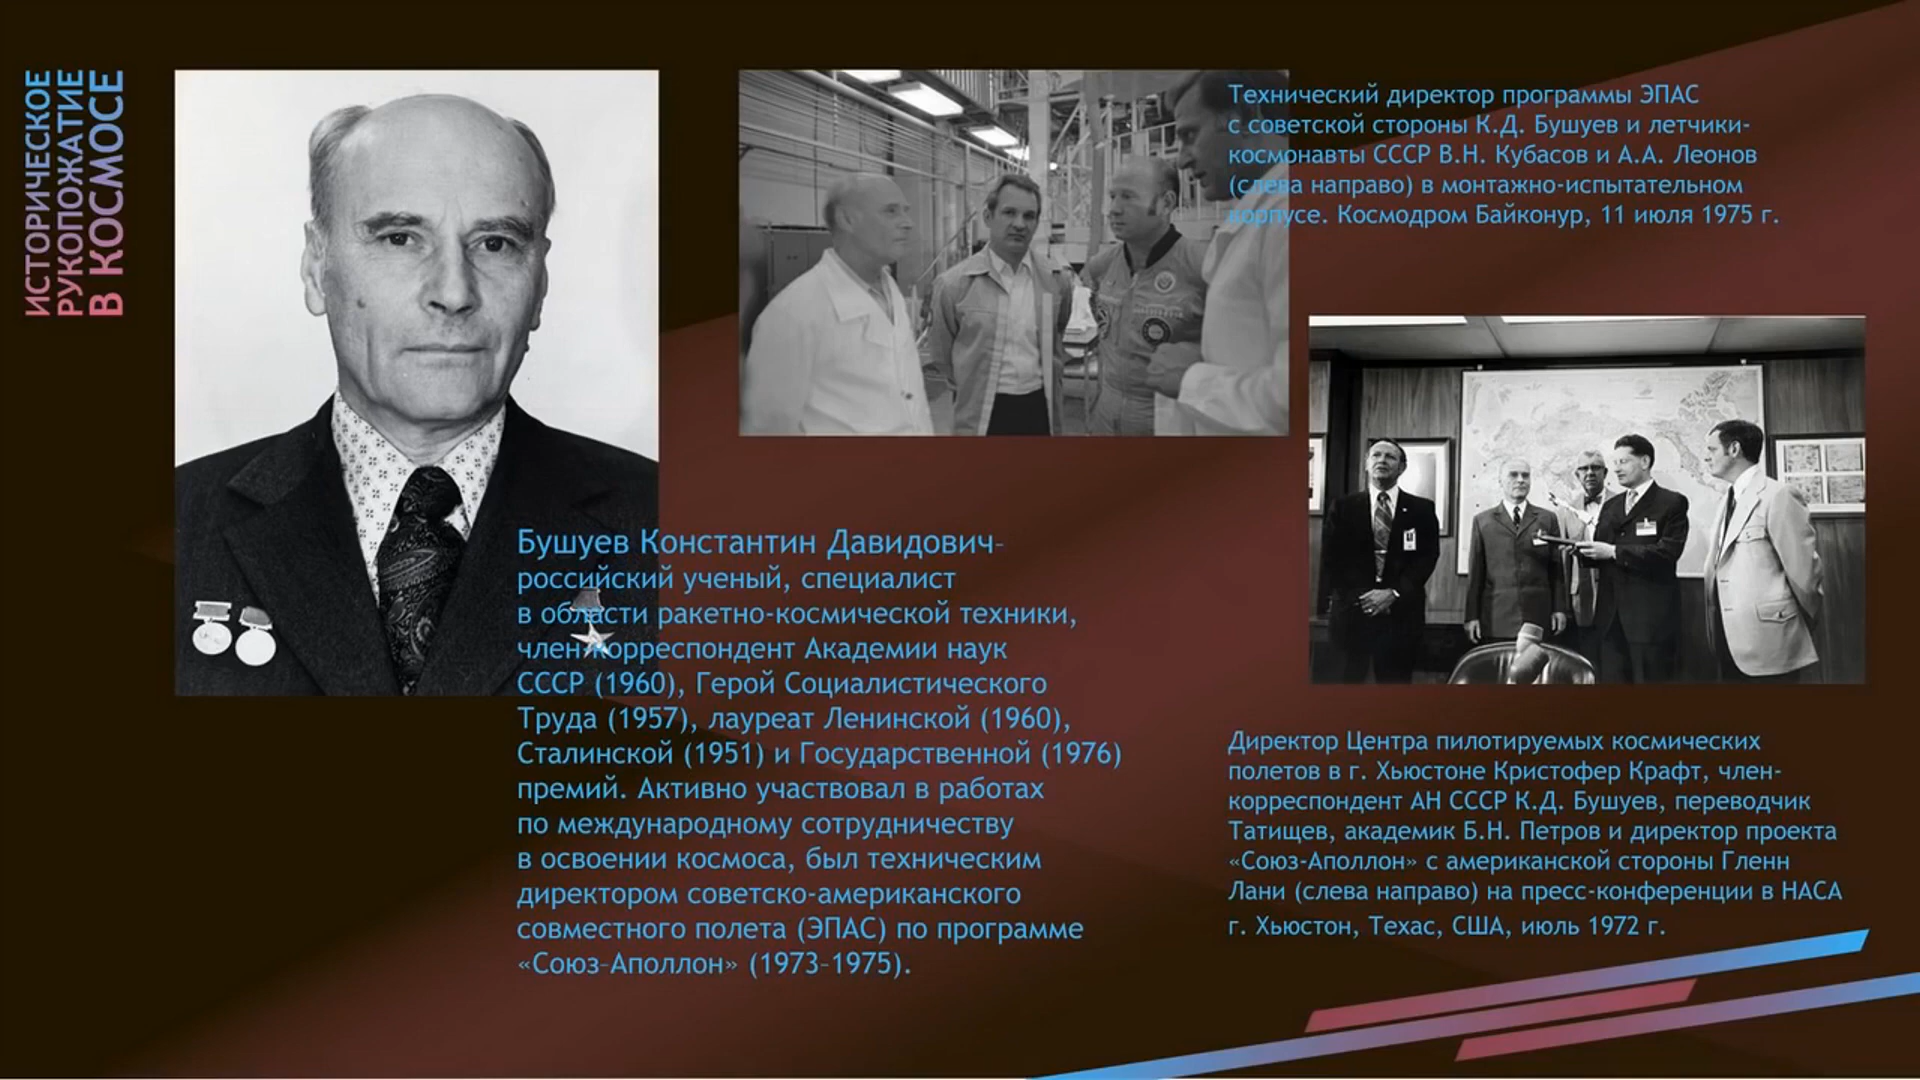 ИСТОРИЧЕСКОЕ
РУКОПОЖАТИЕ
В КОСМОСЕ
Бушуев Константин Давидович–
российский ученый, специалист
в области ракетно-космической техники,
член-корреспондент Академии наук
СССР (1960), Герой Социалистического
Труда (1957), лауреат Ленинской (1960),
Сталинской (1951) и Государственной (1976)
премий. Активно участвовал в работах
по международному сотрудничеству
в освоении космоса, был техническим
директором советско-американского
совместного полета (ЭПАС) по программе
«Союз–Аполлон» (1973–1975).
Технический директор программы ЭПАС
с советской стороны К.Д. Бушуев и летчики-
космонавты СССР В.Н. Кубасов и А.А. Леонов
(слева направо) в монтажно-испытательном
корпусе. Космодром Байконур, 11 июля 1975 г.
Директор Центра пилотируемых космических
полетов в г. Хьюстоне Кристофер Крафт, член-
корреспондент АН СССР К.Д. Бушуев, переводчик
Татищев, академик Б.Н. Петров и директор проекта
«Союз-Аполлон» с американской стороны Гленн
Лани (слева направо) на пресс-конференции в НАСА
г. Хьюстон, Техас, США, июль 1972 г.